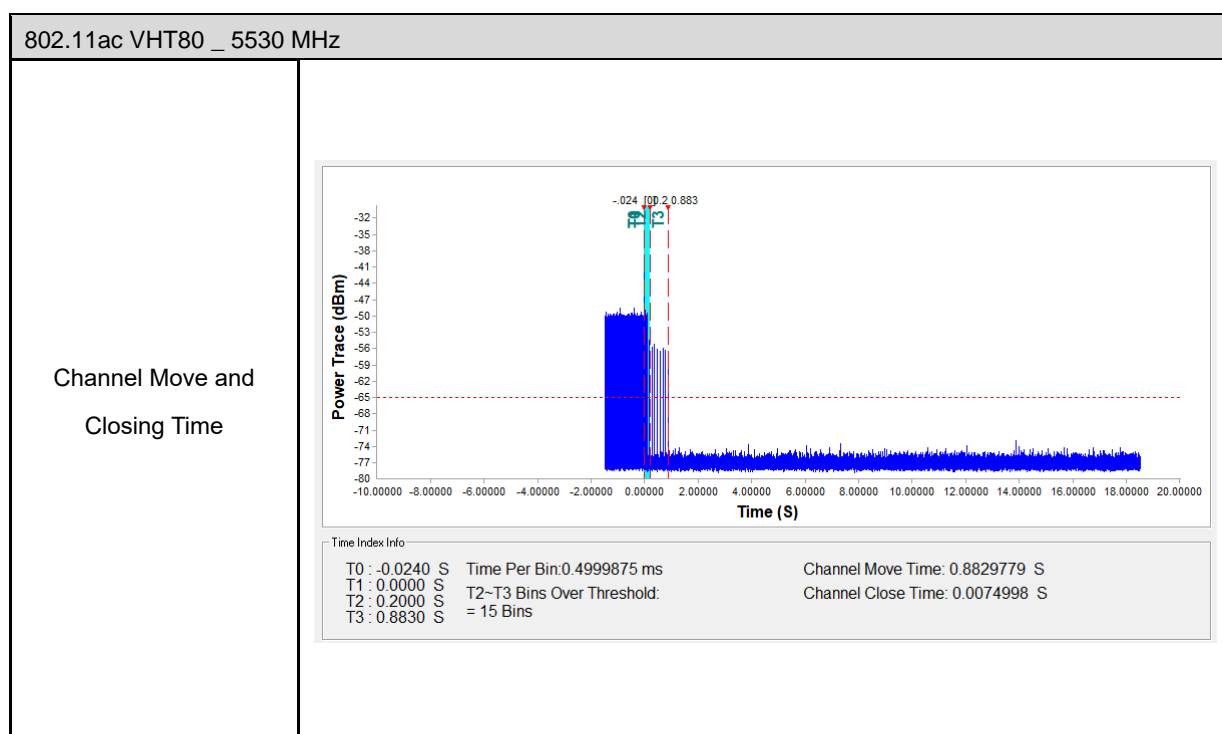 802.11ac VHT80 _ 5530 MHz
Channel Move and
Closing Time
-.024 0.2 0.883
T3
Power Trace (dBm)
-32
-35
-38
-41
-44
-47
-50
-53
-56
-59
-62
-65
-68
-71
-74
-77
-80
-10.00000 -8.00000 -6.00000 -4.00000 -2.00000 0.00000 2.00000 4.00000 6.00000 8.00000 10.00000 12.00000 14.00000 16.00000 18.00000 20.00000
Time (S)
Time Index Info
T0 : -0.0240 S
T1 : 0.0000 S
T2 : 0.2000 S
T3 : 0.8830 S
Time Per Bin:0.4999875 ms
T2~T3 Bins Over Threshold:
= 15 Bins
Channel Move Time: 0.8829779 S
Channel Close Time: 0.0074998 S